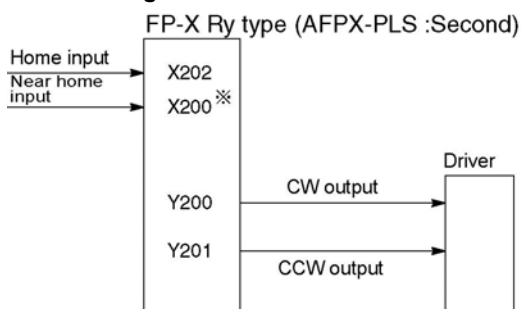 FP-X Ry type (AFPX-PLS :Second)
Home input
X202
Near home
input
X200※
Driver
Y200
CW output
Y201
CCW output